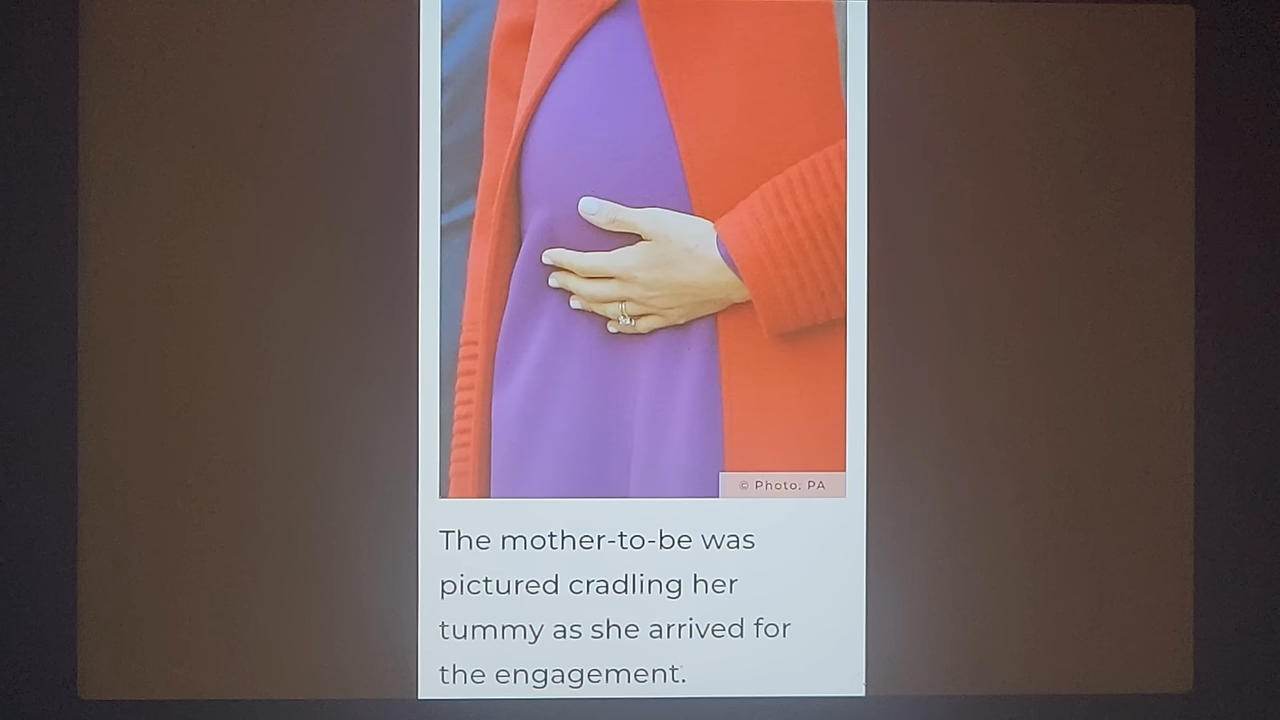 © Photo: PA
The mother-to-be was
pictured cradling her
tummy as she arrived for
the engagement.